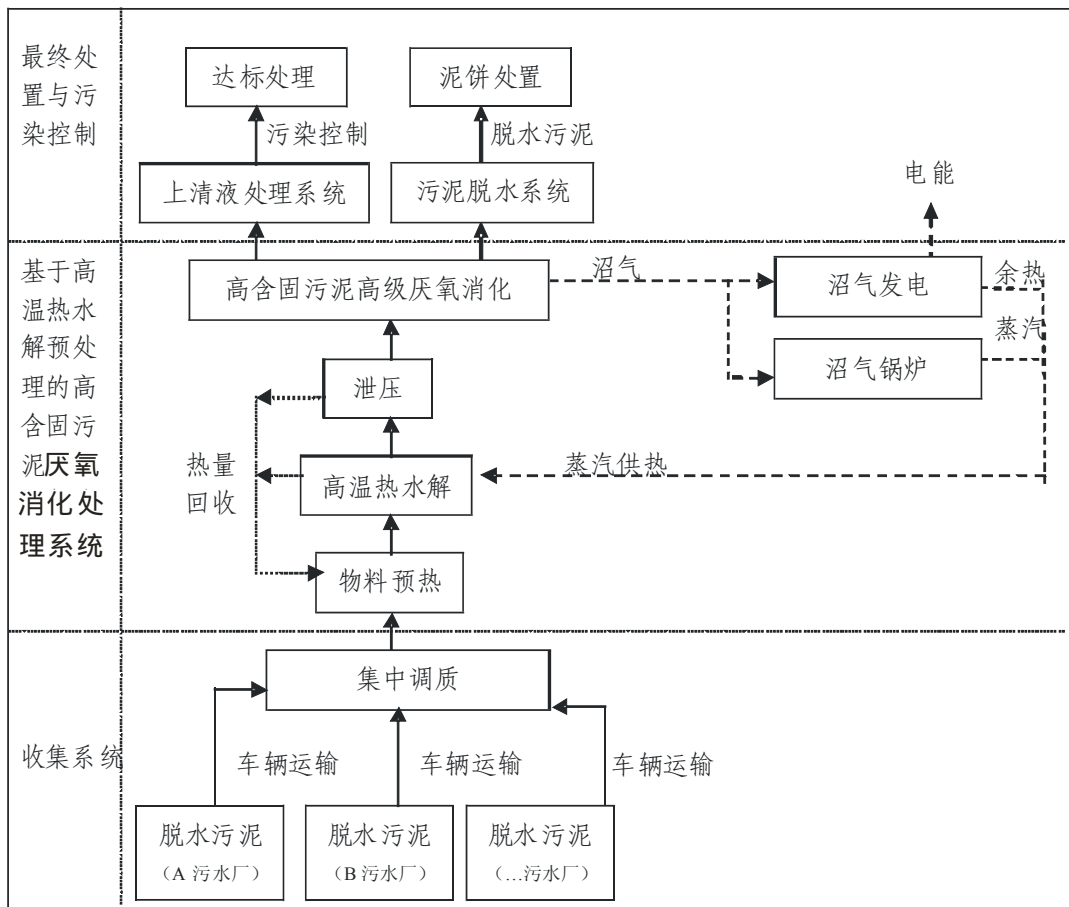 最终处
置与污
染控制
达标处理
泥饼处置
污染控制
脱水污泥
上清液处理系统
污泥脱水系统
电能
基于高
温热水
解预处
理的高
含固污
泥厌氧
消化处
理系统
高含固污泥高级厌氧消化
沼气
沼气发电
余热
蒸汽
沼气锅炉
泄压
热量
回收
高温热水解
蒸汽供热
物料预热
收集系统
集中调质
车辆运输
车辆运输
车辆运输
脱水污泥
（A 污水厂）
脱水污泥
（B 污水厂）
脱水污泥
（…污水厂）